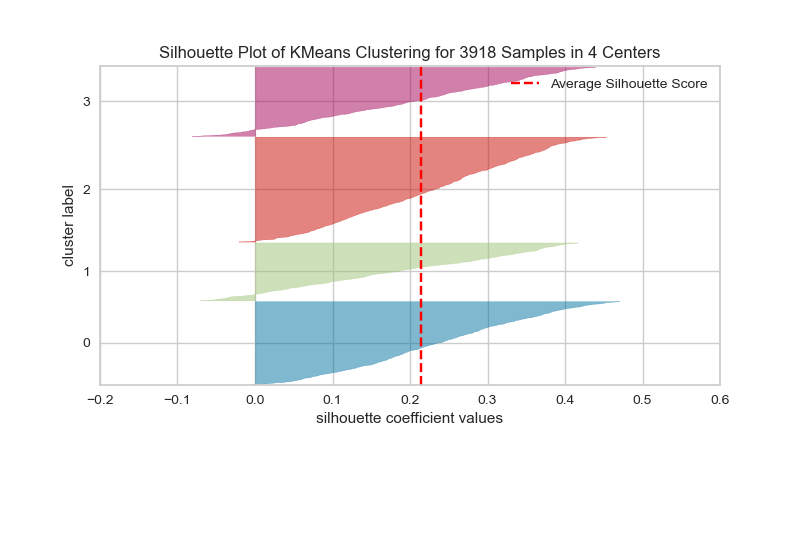 Silhouette Plot of KMeans Clustering for 3918 Samples in 4 Centers
Average Silhouette Score
3
2
1
0
cluster label
−0.2 −0.1 0.0 0.1 0.2 0.3 0.4 0.5 0.6
silhouette coefficient values